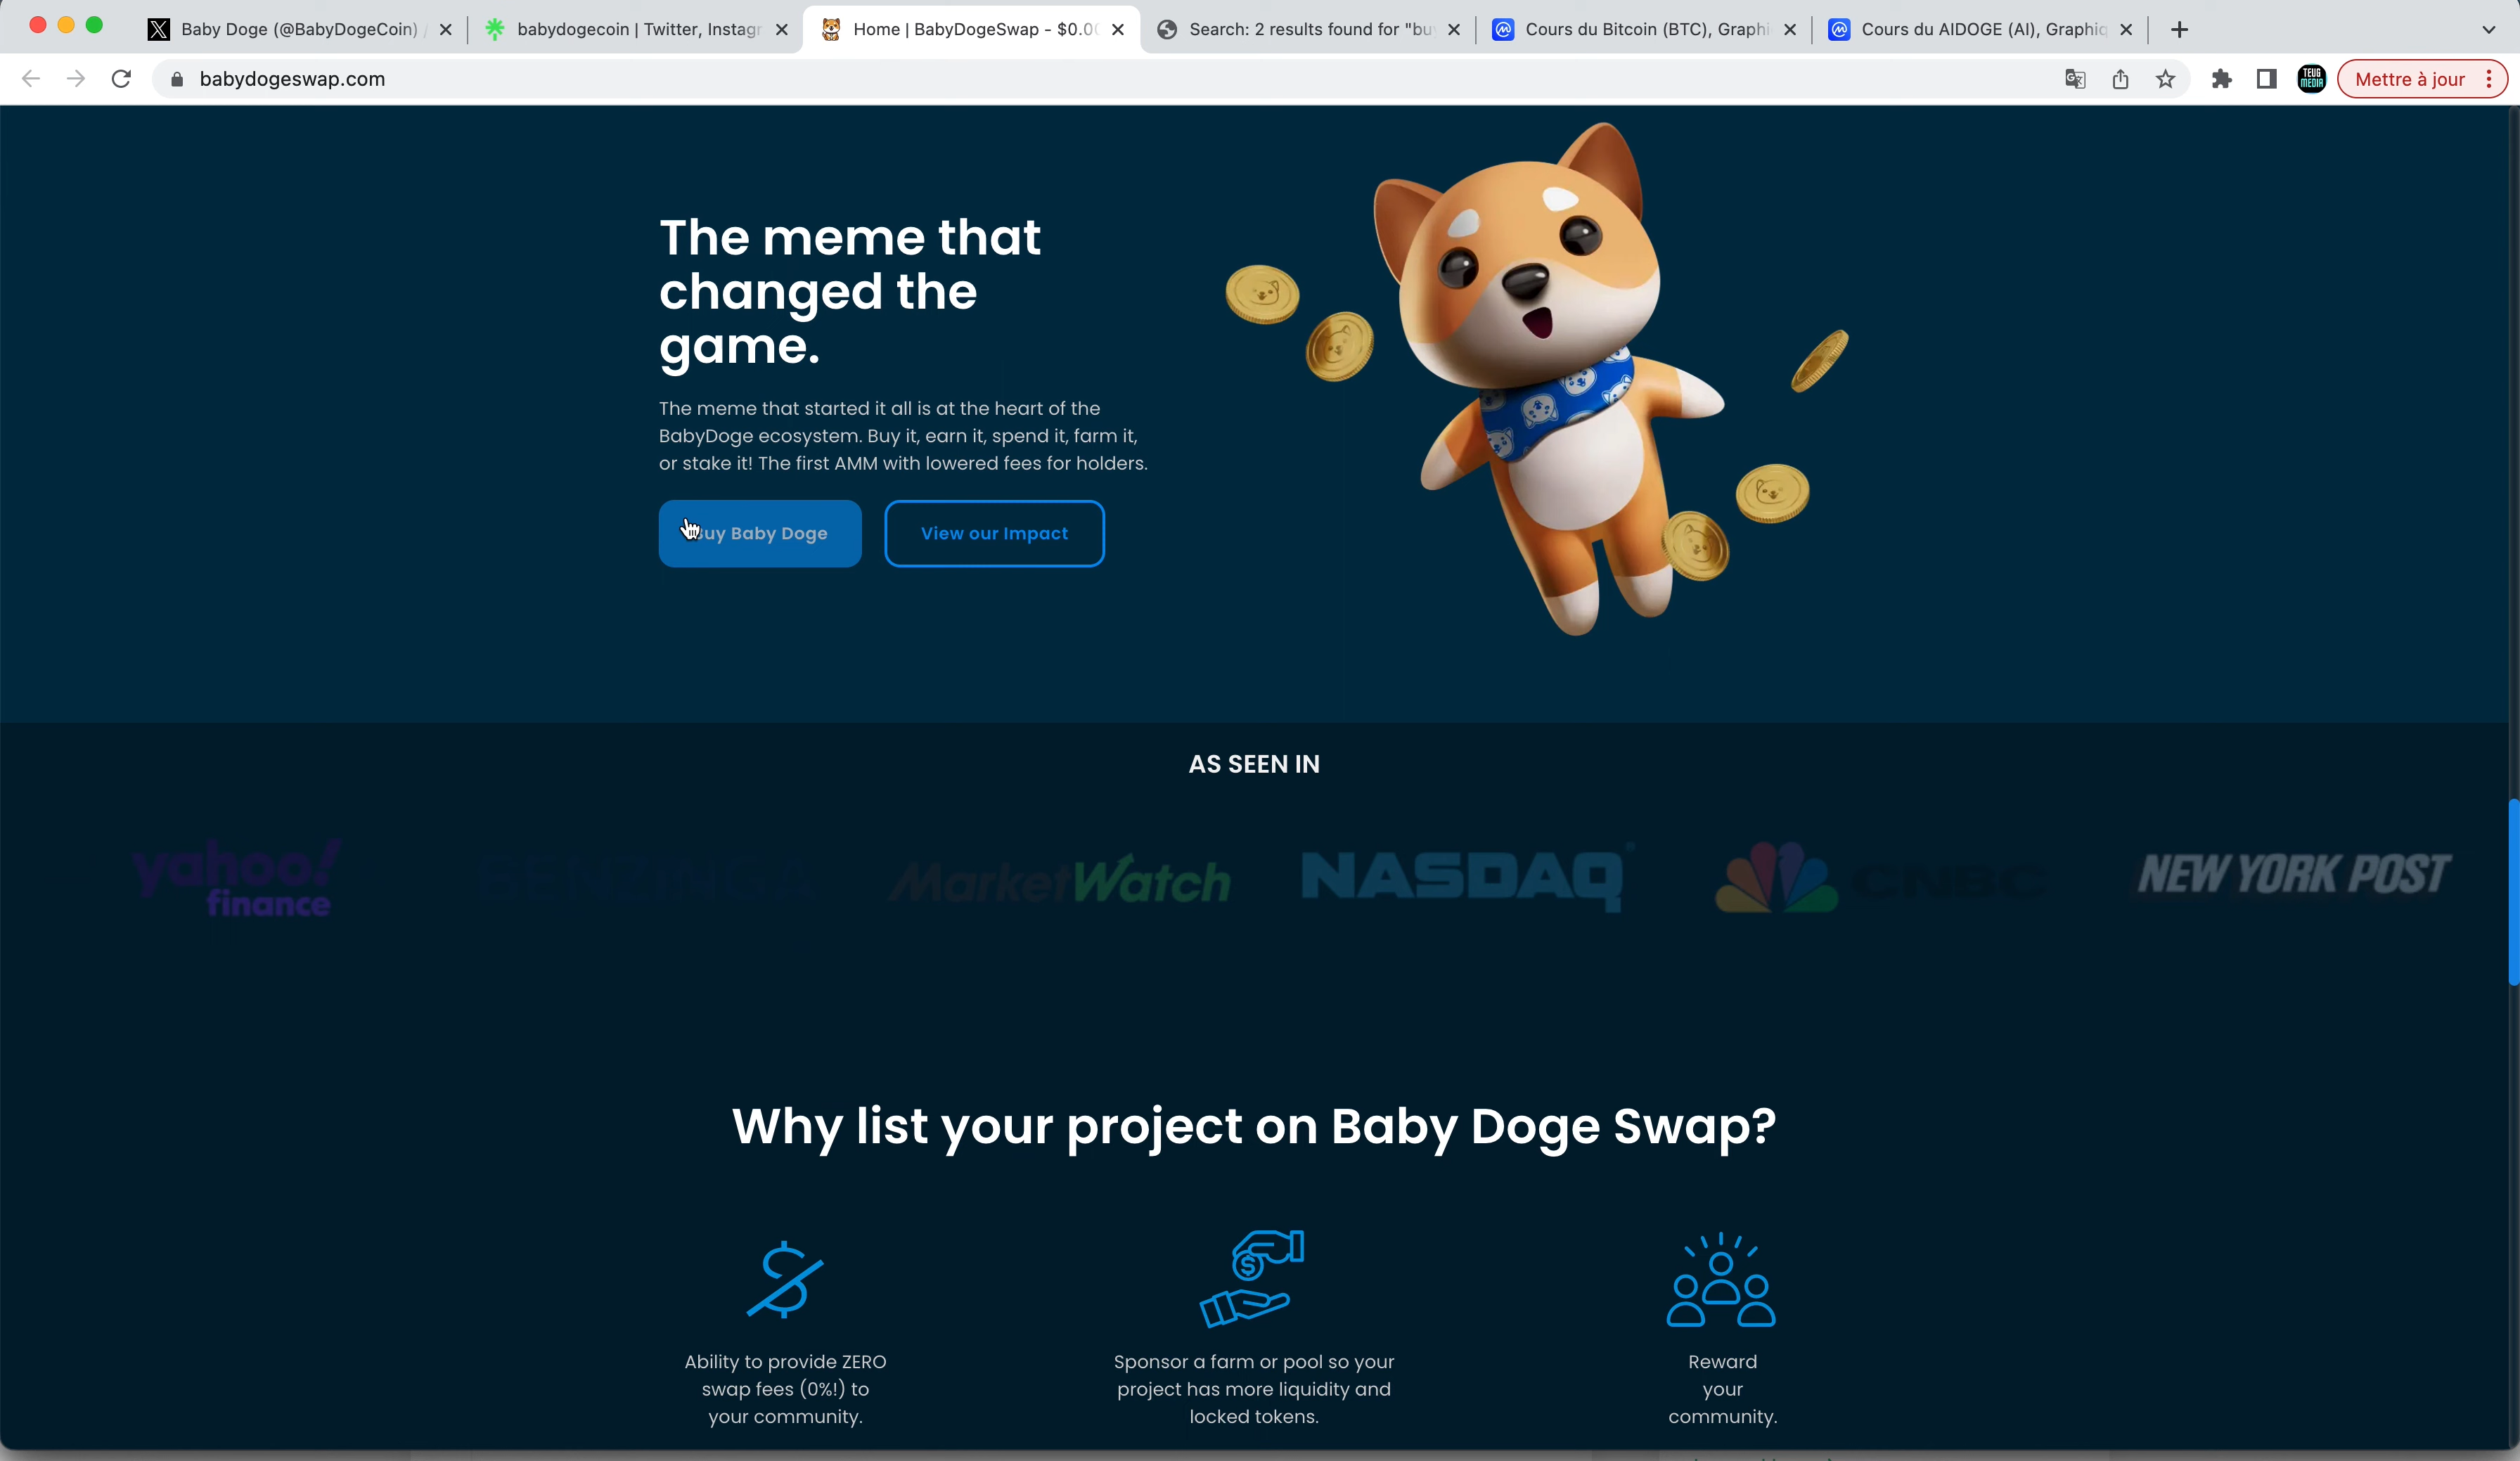 Baby Doge (@BabyDogeCoin) /
babydogecoin | Twitter, Instagr
Home | BabyDogeSwap - $0.00
Search: 2 results found for "bu
Cours du Bitcoin (BTC), Graphi
Cours du AIDOGE (AI), Graphiq
babydogeswap.com
TEUG
MEDIA
Mettre à jour
The meme that
changed the
game.
The meme that started it all is at the heart of the
BabyDoge ecosystem. Buy it, earn it, spend it, farm it,
or stake it! The first AMM with lowered fees for holders.
Buy Baby Doge
View our Impact
AS SEEN IN
yahoo!
finance
BENZINGA
MarketWatch
NASDAQ
CNBC
NEW YORK POST
Why list your project on Baby Doge Swap?
Ability to provide ZERO
swap fees (0%!) to
your community.
Sponsor a farm or pool so your
project has more liquidity and
locked tokens.
Reward
your
community.